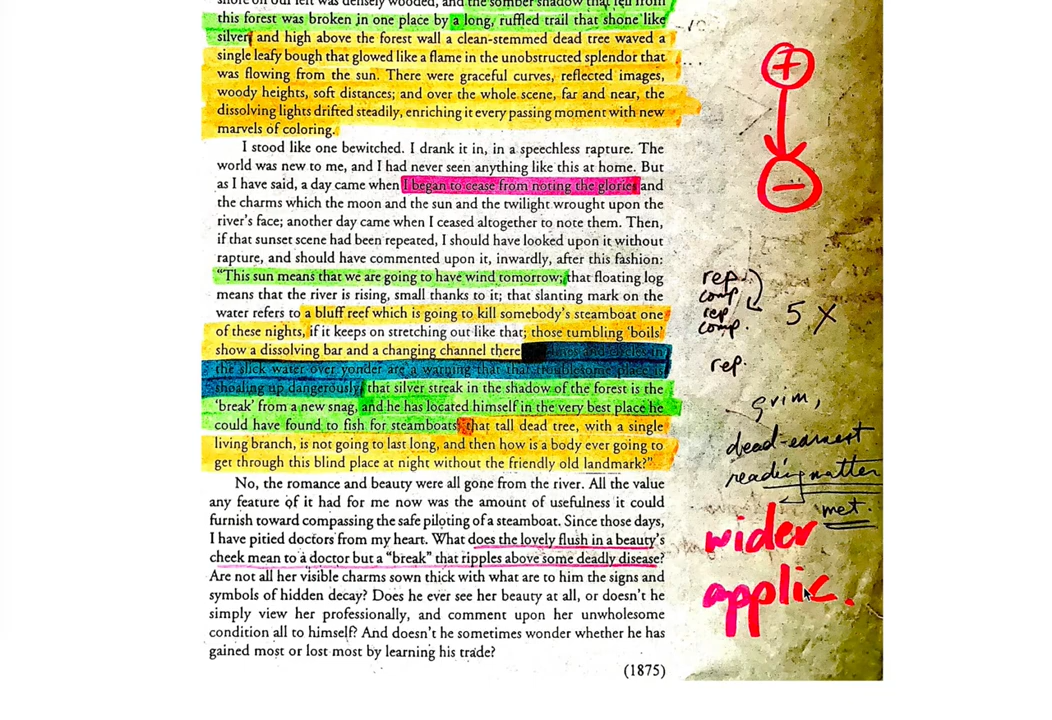 shore on our left was densely wooded, and the somber shadow that fell from
this forest was broken in one place by a long, ruffled trail that shone like
silver; and high above the forest wall a clean-stemmed dead tree waved a
single leafy bough that glowed like a flame in the unobstructed splendor that
was flowing from the sun. There were graceful curves, reflected images,
woody heights, soft distances; and over the whole scene, far and near, the
dissolving lights drifted steadily, enriching it every passing moment with new
marvels of coloring.
I stood like one bewitched. I drank it in, in a speechless rapture. The
world was new to me, and I had never seen anything like this at home. But
as I have said, a day came when I began to cease from noting the glories and
the charms which the moon and the sun and the twilight wrought upon the
river's face; another day came when I ceased altogether to note them. Then,
if that sunset scene had been repeated, I should have looked upon it without
rapture, and should have commented upon it, inwardly, after this fashion:
“This sun means that we are going to have wind tomorrow; that floating log
means that the river is rising, small thanks to it; that slanting mark on the
water refers to a bluff reef which is going to kill somebody's steamboat one
of these nights, if it keeps on stretching out like that; those tumbling ‘boils’
show a dissolving bar and a changing channel there; lines and circles in
the slick water over yonder are a warning that that troublesome place is
shoaling up dangerously; that silver streak in the shadow of the forest is the
‘break’ from a new snag, and he has located himself in the very best place he
could have found to fish for steamboats; that tall dead tree, with a single
living branch, is not going to last long, and then how is a body ever going to
get through this blind place at night without the friendly old landmark?”
No, the romance and beauty were all gone from the river. All the value
any feature of it had for me now was the amount of usefulness it could
furnish toward compassing the safe piloting of a steamboat. Since those days,
I have pitied doctors from my heart. What does the lovely flush in a beauty's
cheek mean to a doctor but a “break” that ripples above some deadly disease?
Are not all her visible charms sown thick with what are to him the signs and
symbols of hidden decay? Does he ever see her beauty at all, or doesn't he
simply view her professionally, and comment upon her unwholesome
condition all to himself? And doesn't he sometimes wonder whether he has
gained most or lost most by learning his trade?
(1875)
+
−
rep
comp
rep
comp.
5 X
rep.
grim,
dead-earnest
reading matter
met.
wider
applic.